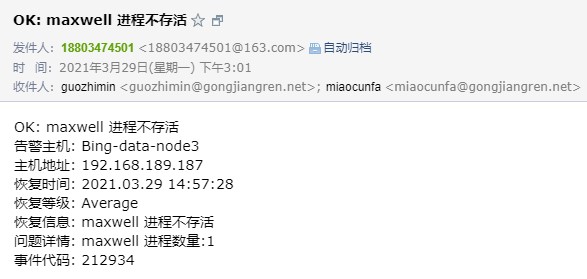 OK: maxwell 进程不存活
发件人: 18803474501 <18803474501@163.com> 自动归档
时 间: 2021年3月29日(星期一) 下午3:01
收件人: guozhimin <guozhimin@gongjiangren.net>; miaocunfa <miaocunfa@gongjiangren.net>
OK: maxwell 进程不存活
告警主机: Bing-data-node3
主机地址: 192.168.189.187
恢复时间: 2021.03.29 14:57:28
恢复等级: Average
恢复信息: maxwell 进程不存活
问题详情: maxwell 进程数量:1
事件代码: 212934